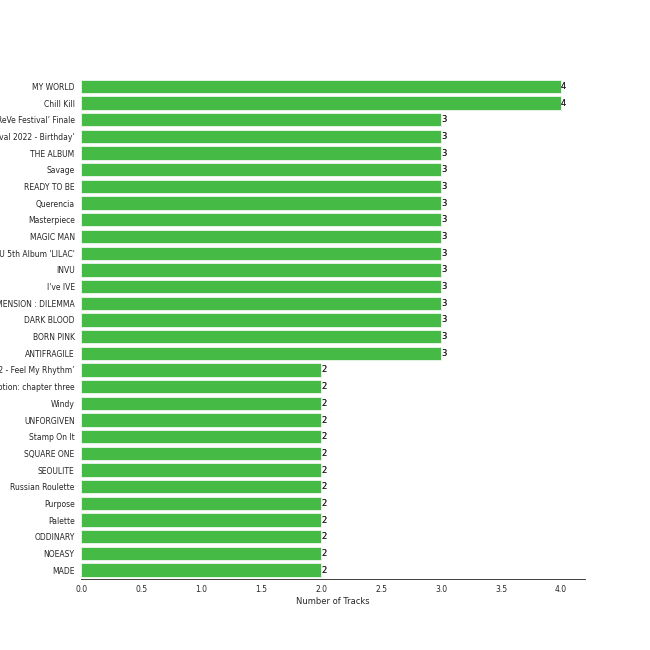 MY WORLD 4
Chill Kill 4
ReVe Festival' Finale 3
val 2022 - Birthday' 3
THE ALBUM 3
Savage 3
READY TO BE 3
Querencia 3
Masterpiece 3
MAGIC MAN 3
U 5th Album 'LILAC' 3
INVU 3
I've IVE 3
MENSION : DILEMMA 3
DARK BLOOD 3
BORN PINK 3
ANTIFRAGILE 3
2 - Feel My Rhythm' 2
ption: chapter three 2
Windy 2
UNFORGIVEN 2
Stamp On It 2
SQUARE ONE 2
SEOULITE 2
Russian Roulette 2
Purpose 2
Palette 2
ODDINARY 2
NOEASY 2
MADE 2
0.0 0.5 1.0 1.5 2.0 2.5 3.0 3.5 4.0
Number of Tracks